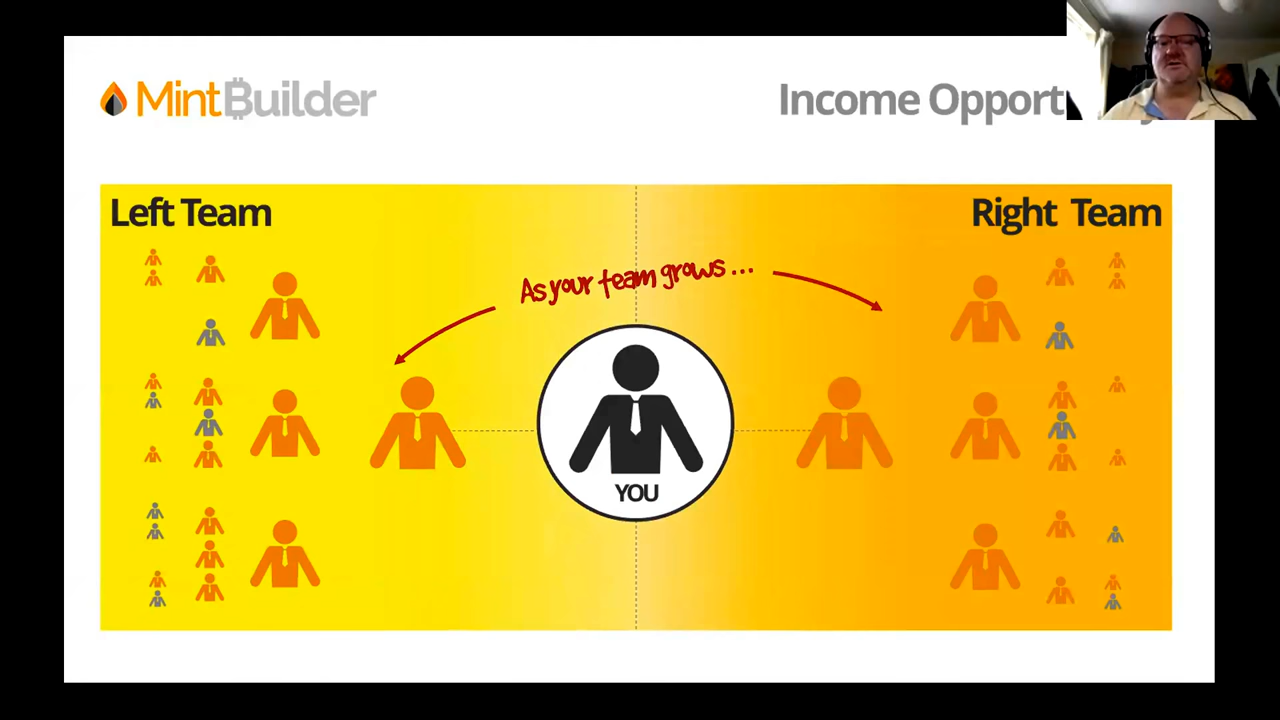 MintBuilder
Income Opport
Left Team
Right Team
As your team grows...
YOU